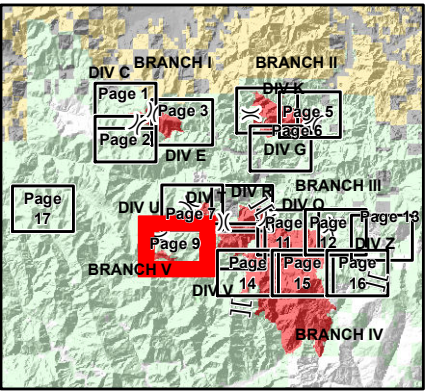 BRANCH I
BRANCH II
DIV C
DIV K
Page 1
Page 3
Page 5
Page 2
Page 6
DIV E
DIV G
BRANCH III
Page
17
DIV U
Page 7
DIV R
DIV O
Page 13
Page
11
Page
12
Page 9
DIV Z
BRANCH V
DIV V
Page
14
Page
15
Page
16
BRANCH IV